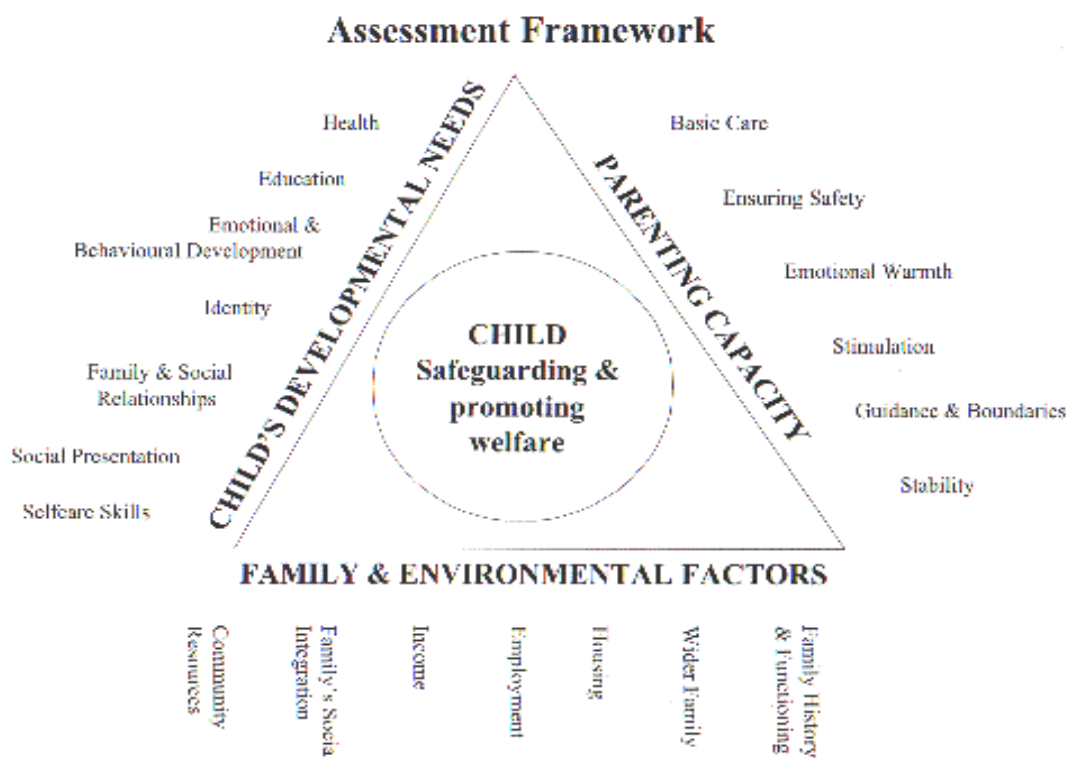 Assessment Framework
CHILD'S DEVELOPMENTAL NEEDS
Health
Education
Emotional &
Behavioural Development
Identity
Family & Social
Relationships
Social Presentation
Selfcare Skills
PARENTING CAPACITY
Basic Care
Ensuring Safety
Emotional Warmth
Stimulation
Guidance & Boundaries
Stability
CHILD
Safeguarding &
promoting
welfare
FAMILY & ENVIRONMENTAL FACTORS
Community
Resources
Family's Socia
Integration
Income
Employment
Housing
Wider Family
Family History
& Functioning